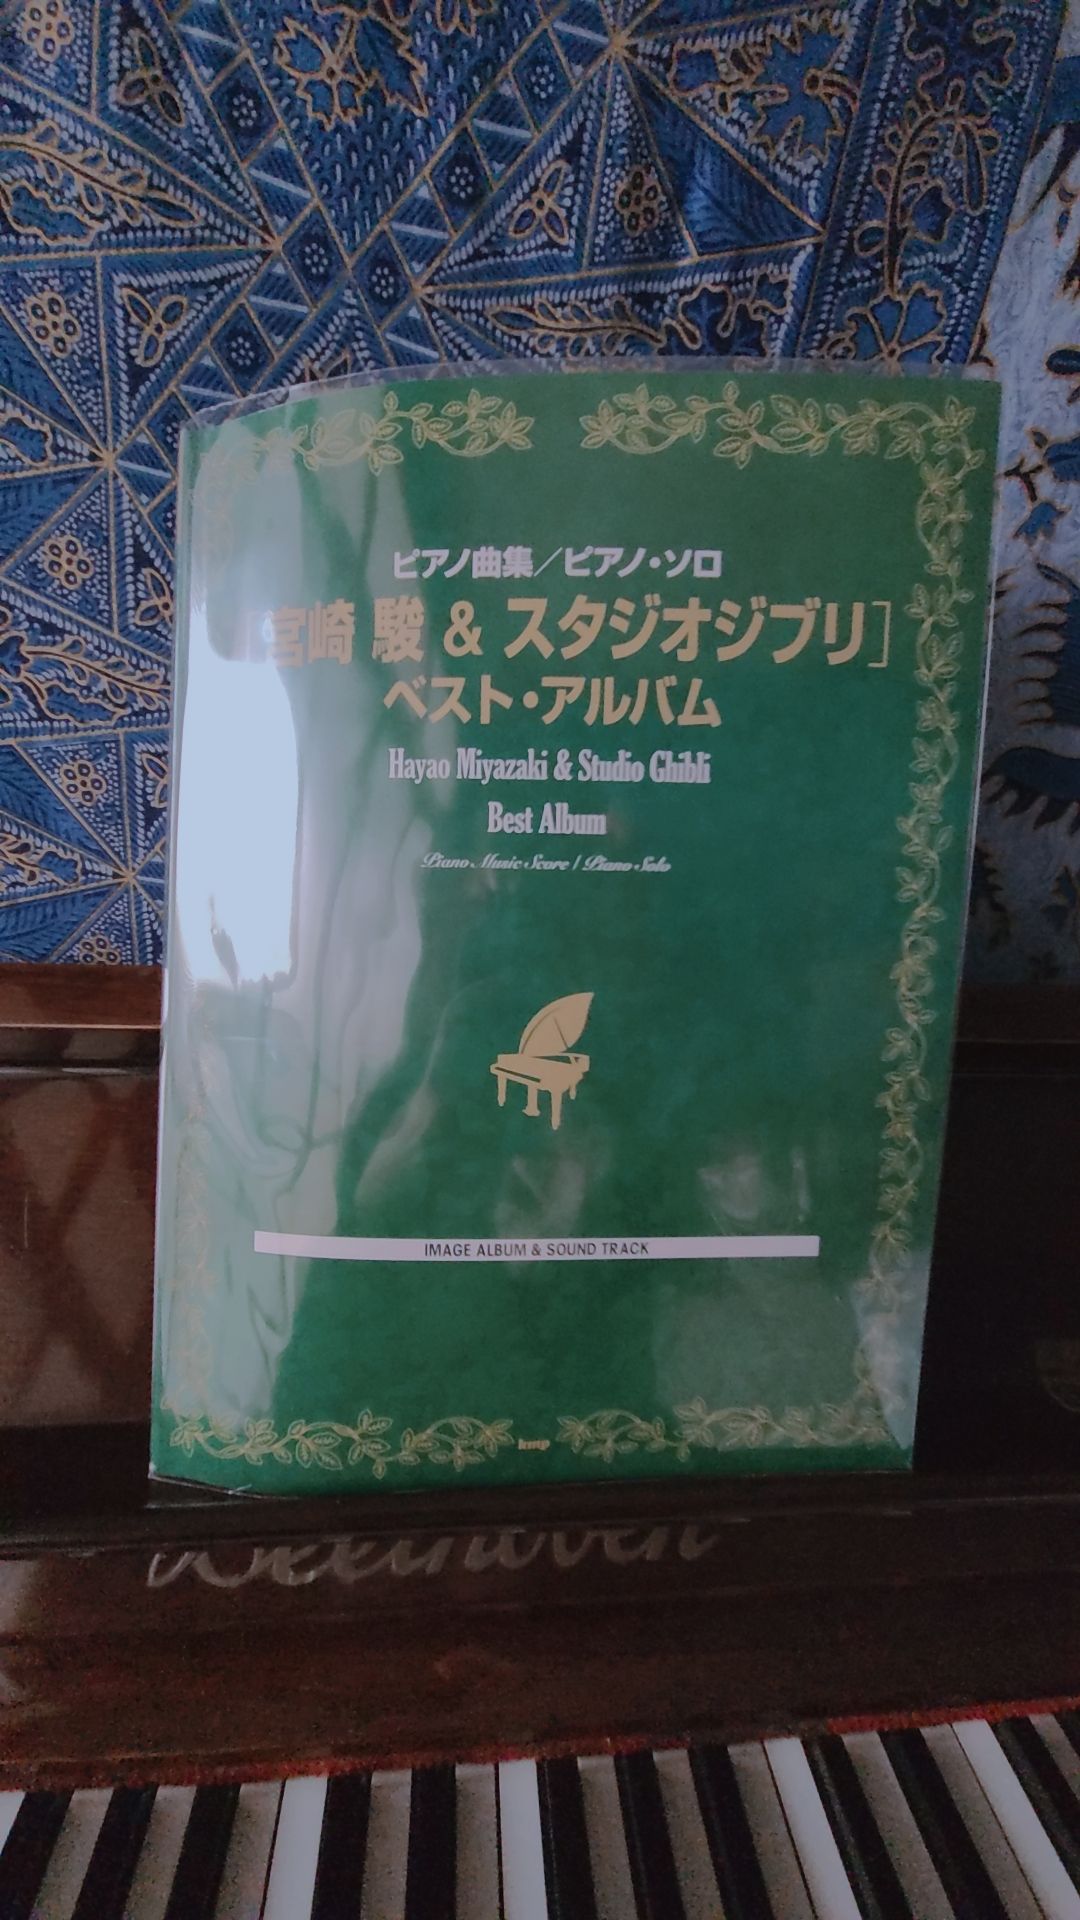 ピアノ曲集／ピアノ・ソロ
[宮崎 駿 & スタジオジブリ]
ベスト・アルバム
Hayao Miyazaki & Studio Ghibli
Best Album
Piano Music Score / Piano Solo
IMAGE ALBUM & SOUND TRACK
kmp
Beethoven